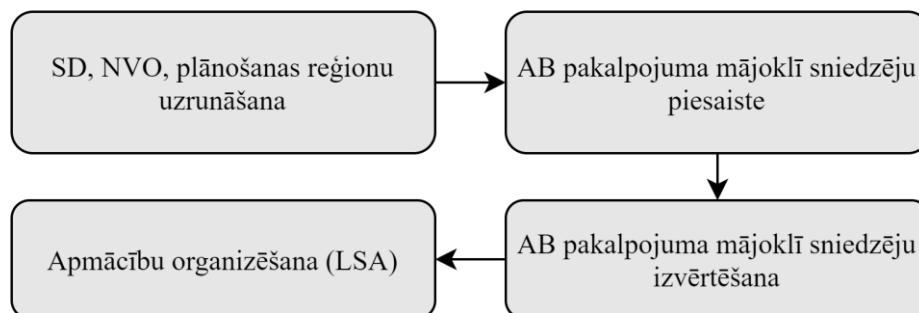 SD, NVO, plānošanas reģionu
uzrunāšana
AB pakalpojuma mājoklī sniedzēju
piesaiste
AB pakalpojuma mājoklī sniedzēju
izvērtēšana
Apmācību organizēšana (LSA)